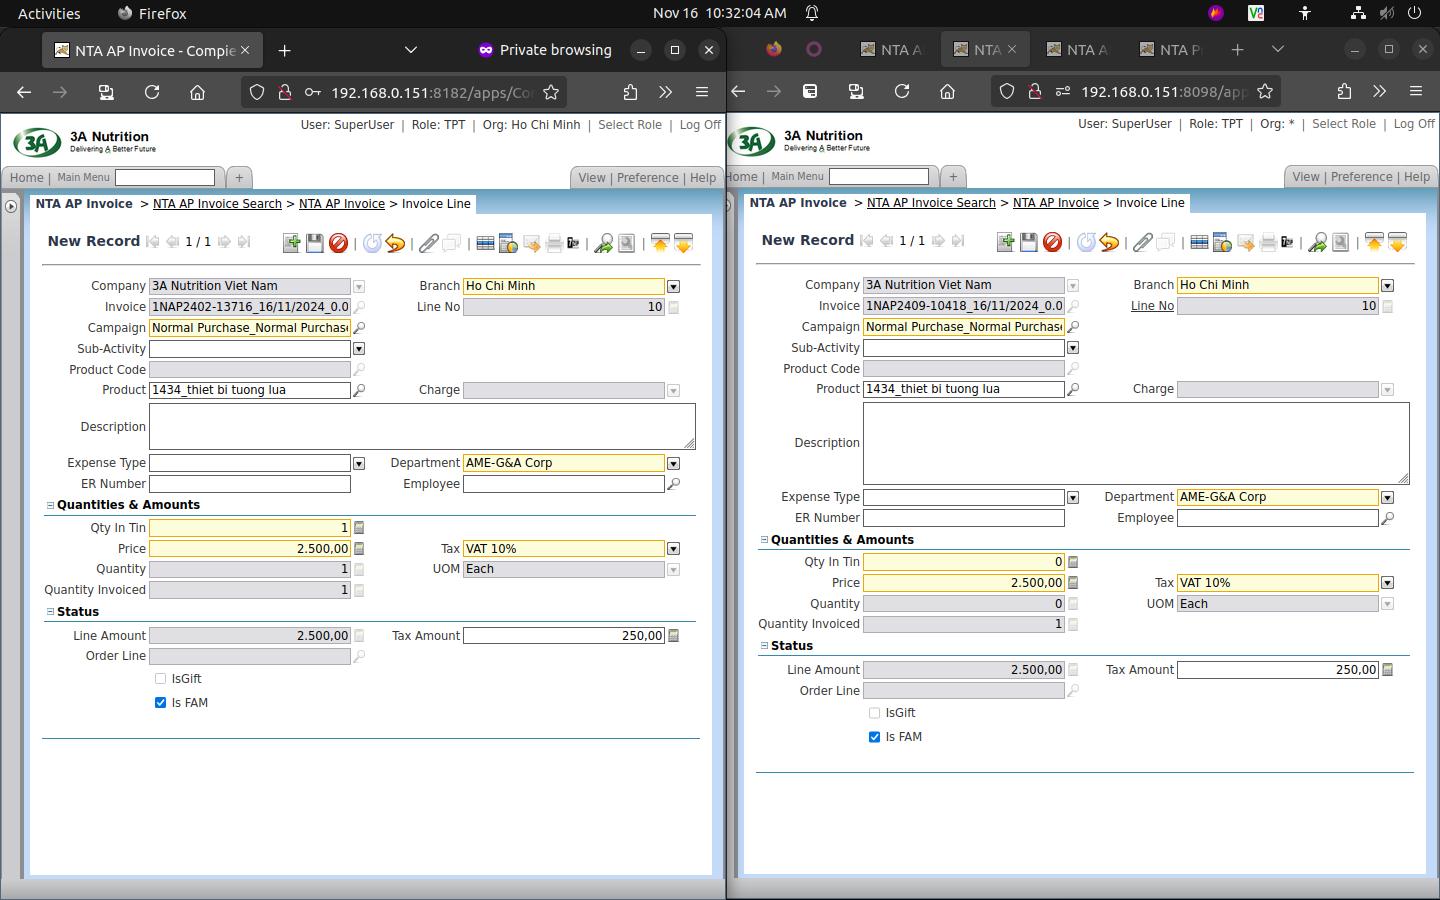 Activities
Firefox
Nov 16 10:32:04 AM
NTA AP Invoice - Compie
Private browsing
192.168.0.151:8182/apps/Co
3A Nutrition
Delivering A Better Future
User: SuperUser | Role: TPT | Org: Ho Chi Minh | Select Role | Log Off
Home | Main Menu
+
View | Preference | Help
NTA AP Invoice > NTA AP Invoice Search > NTA AP Invoice > Invoice Line
New Record 1 / 1
Company 3A Nutrition Viet Nam
Branch Ho Chi Minh
Invoice 1NAP2402-13716_16/11/2024_0.0
Line No 10
Campaign Normal Purchase_Normal Purchase
Sub-Activity
Product Code
Product 1434_thiet bi tuong lua
Charge
Description
Expense Type
Department AME-G&A Corp
ER Number
Employee
Quantities & Amounts
Qty In Tin 1
Price 2.500,00
Tax VAT 10%
Quantity 1
UOM Each
Quantity Invoiced 1
Status
Line Amount 2.500,00
Tax Amount 250,00
Order Line
IsGift
Is FAM
NTA A
NTA
NTA A
NTA P
192.168.0.151:8098/app
3A Nutrition
Delivering A Better Future
User: SuperUser | Role: TPT | Org: * | Select Role | Log Off
Home | Main Menu
+
View | Preference | Help
NTA AP Invoice > NTA AP Invoice Search > NTA AP Invoice > Invoice Line
New Record 1 / 1
Company 3A Nutrition Viet Nam
Branch Ho Chi Minh
Invoice 1NAP2409-10418_16/11/2024_0.0
Line No 10
Campaign Normal Purchase_Normal Purchase
Sub-Activity
Product Code
Product 1434_thiet bi tuong lua
Charge
Description
Expense Type
Department AME-G&A Corp
ER Number
Employee
Quantities & Amounts
Qty In Tin 0
Price 2.500,00
Tax VAT 10%
Quantity 0
UOM Each
Quantity Invoiced 1
Status
Line Amount 2.500,00
Tax Amount 250,00
Order Line
IsGift
Is FAM